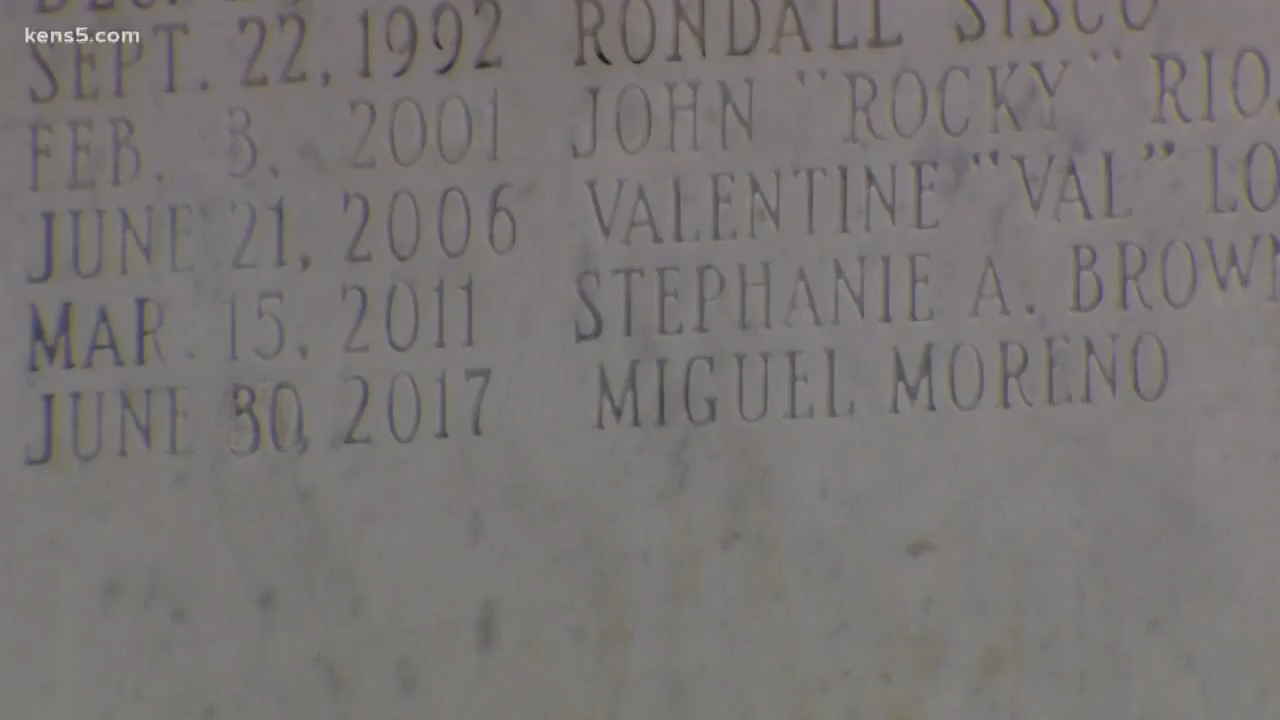 kens5.com
SEPT. 22, 1992 RONDALL SISCO
FEB. 3, 2001 JOHN "ROCKY" RIO
JUNE 21, 2006 VALENTINE "VAL" LO
MAR. 15, 2011 STEPHANIE A. BROWN
JUNE 30, 2017 MIGUEL MORENO